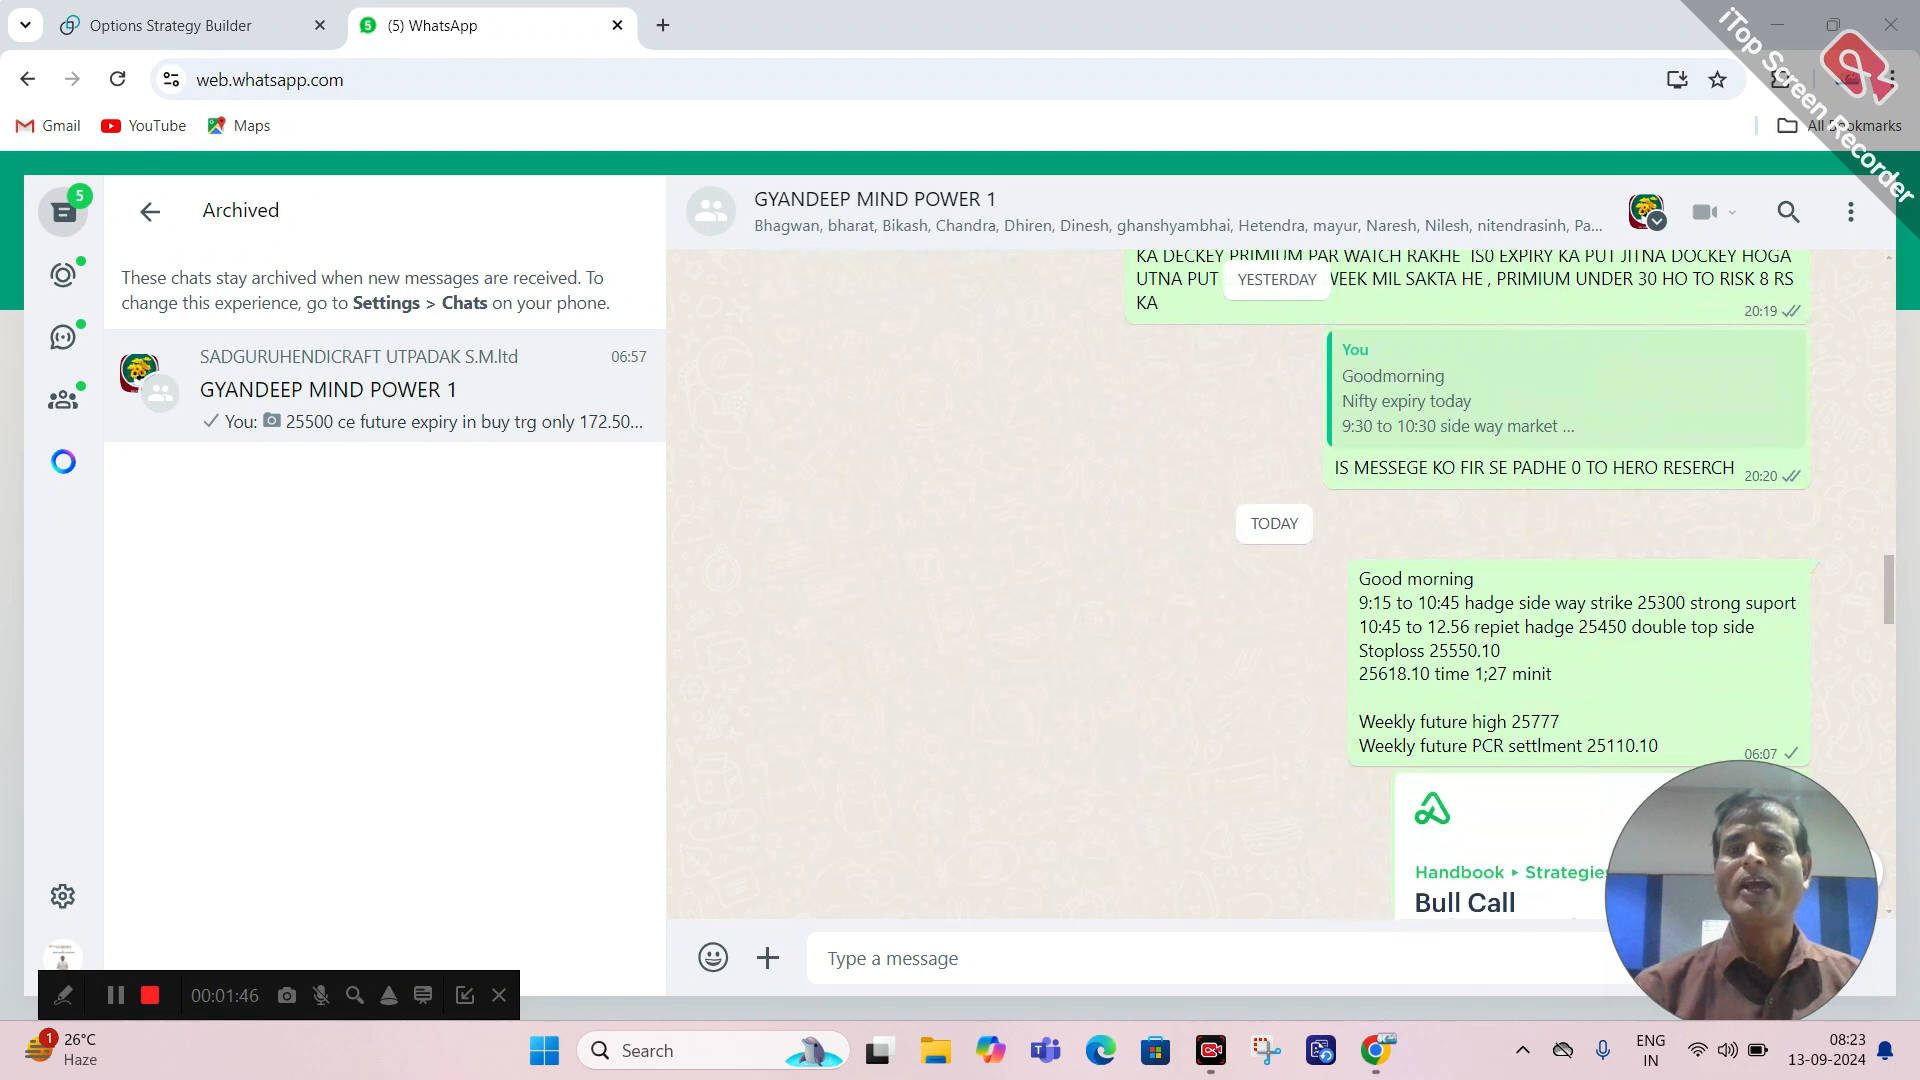 Options Strategy Builder
(5) WhatsApp
web.whatsapp.com
Gmail
YouTube
Maps
All Bookmarks
iTop Screen Recorder
5
Archived
These chats stay archived when new messages are received. To
change this experience, go to Settings > Chats on your phone.
SADGURUHENDICRAFT UTPADAK S.M.ltd
06:57
GYANDEEP MIND POWER 1
You: 25500 ce future expiry in buy trg only 172.50...
GYANDEEP MIND POWER 1
Bhagwan, bharat, Bikash, Chandra, Dhiren, Dinesh, ghanshyambhai, Hetendra, mayur, Naresh, Nilesh, nitendrasinh, Pa...
KA DECKEY PRIMIUM PAR WATCH RAKHE IS0 EXPIRY KA PUT JITNA DOCKEY HOGA
UTNA PUT
YESTERDAY
WEEK MIL SAKTA HE , PRIMIUM UNDER 30 HO TO RISK 8 RS
KA
20:19
You
Goodmorning
Nifty expiry today
9:30 to 10:30 side way market ...
IS MESSEGE KO FIR SE PADHE 0 TO HERO RESERCH
20:20
TODAY
Good morning
9:15 to 10:45 hadge side way strike 25300 strong suport
10:45 to 12.56 repiet hadge 25450 double top side
Stoploss 25550.10
25618.10 time 1;27 minit
Weekly future high 25777
Weekly future PCR settlment 25110.10
06:07
Handbook ▸ Strategies
Bull Call
Type a message
00:01:46
1
26°C
Haze
Search
ENG
IN
08:23
13-09-2024